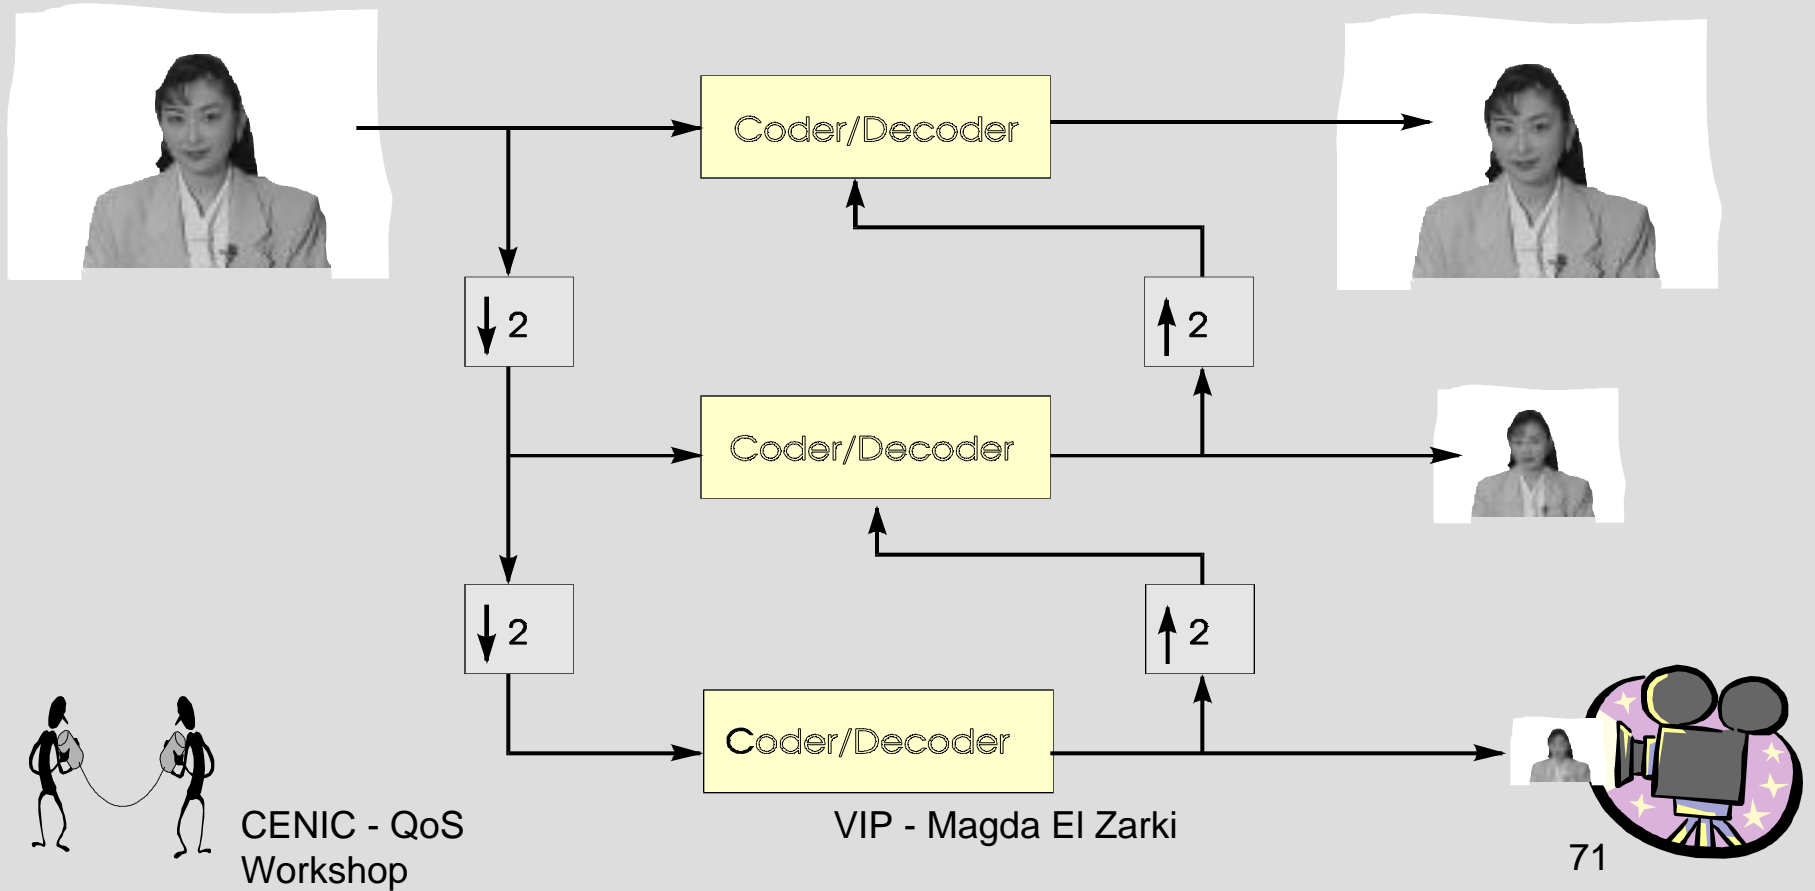 Coder/Decoder
↓ 2
↑ 2
Coder/Decoder
↓ 2
↑ 2
Coder/Decoder
CENIC - QoS
Workshop
VIP - Magda El Zarki
71